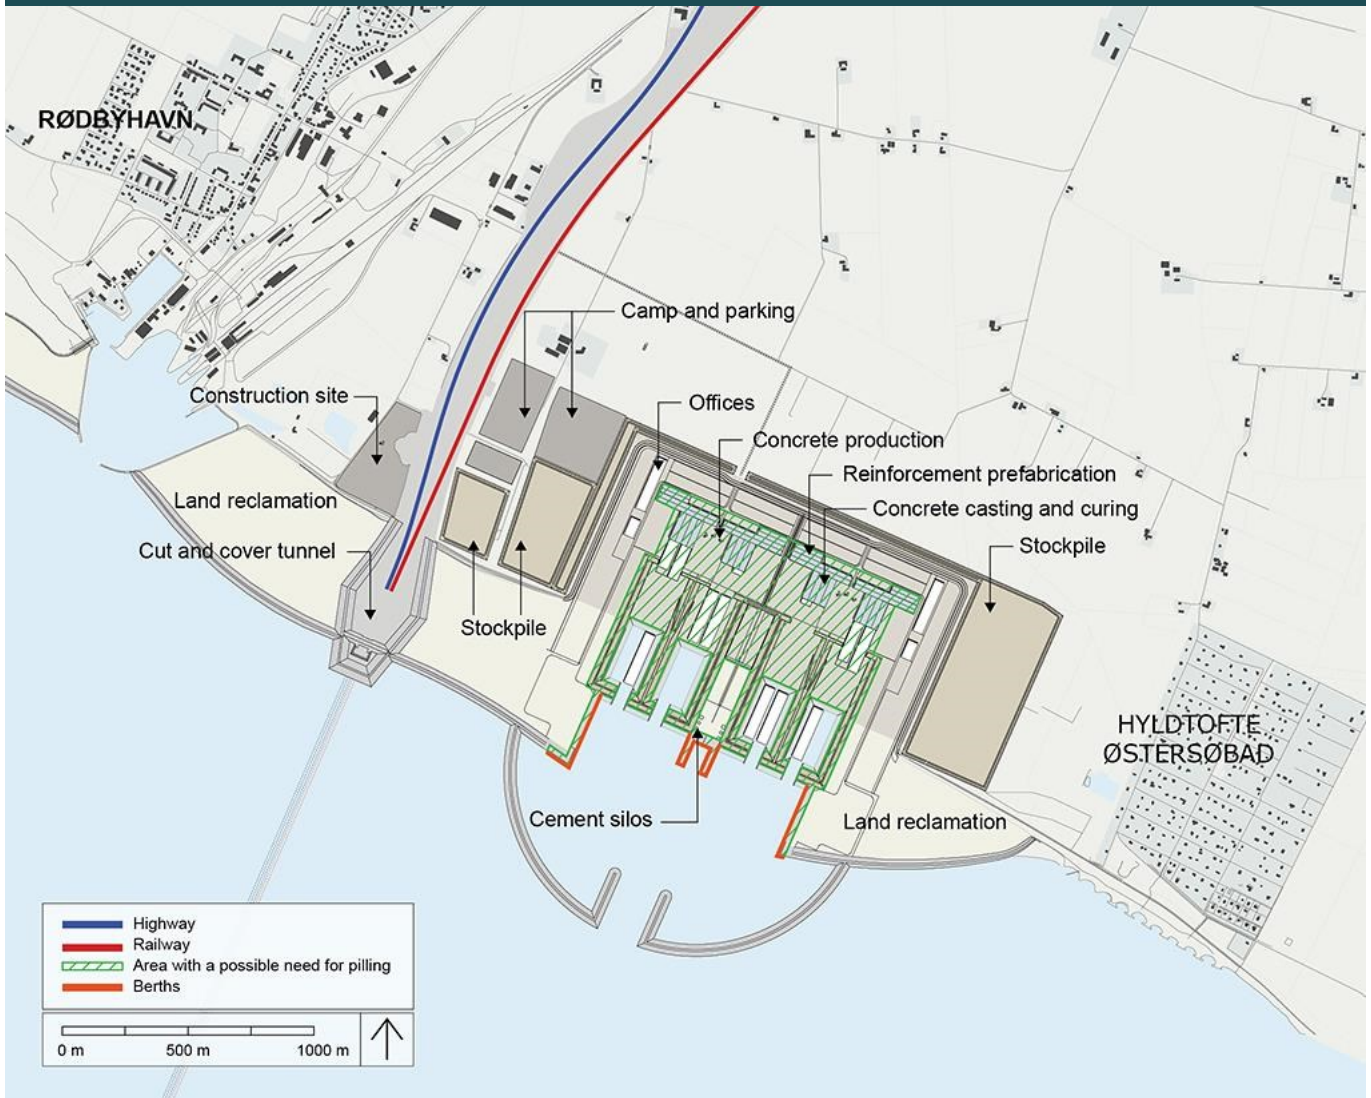 RØDBYHAVN
Camp and parking
Construction site
Offices
Concrete production
Reinforcement prefabrication
Land reclamation
Concrete casting and curing
Cut and cover tunnel
Stockpile
Stockpile
HYLDTOFTE
ØSTERSØBAD
Cement silos
Land reclamation
Highway
Railway
Area with a possible need for pilling
Berths
0 m 500 m 1000 m